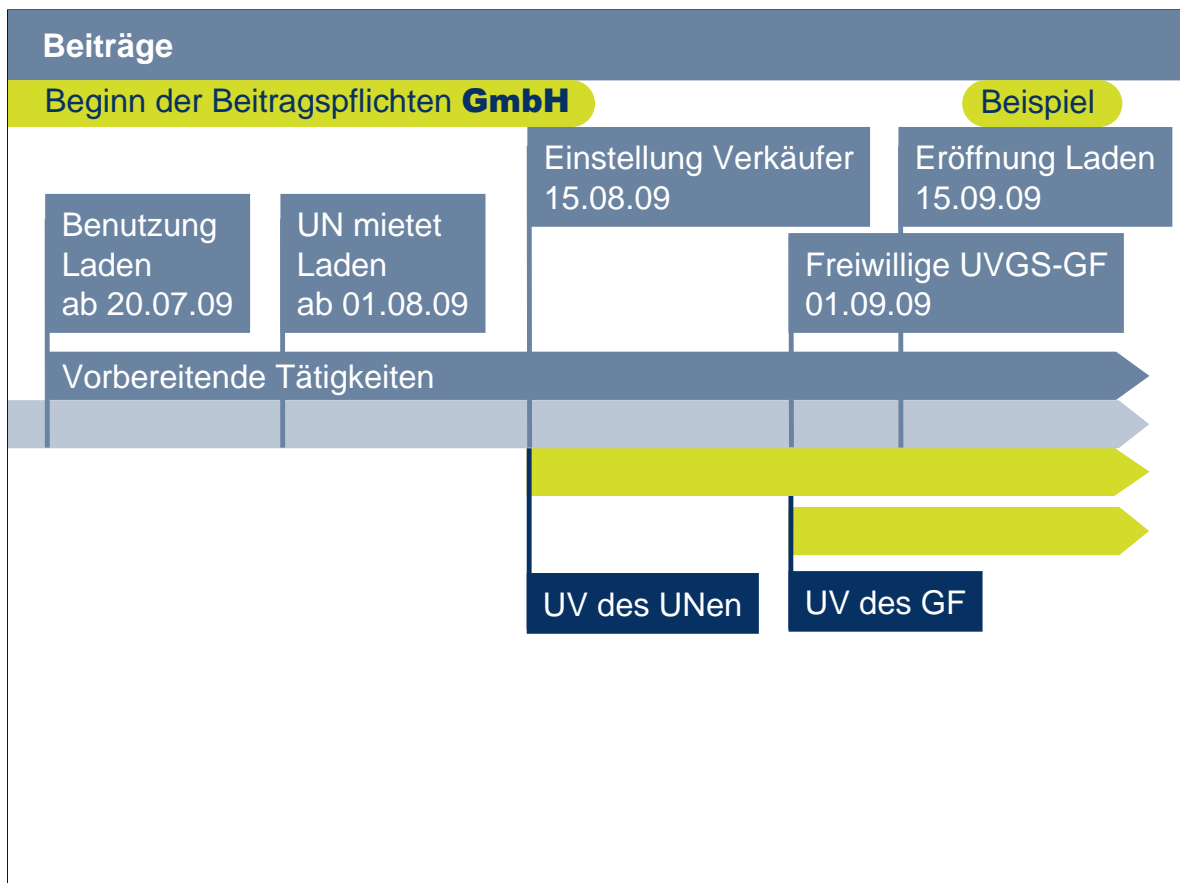 Beiträge
Beginn der Beitragspflichten GmbH
Beispiel
Einstellung Verkäufer
15.08.09
Eröffnung Laden
15.09.09
Benutzung
Laden
ab 20.07.09
UN mietet
Laden
ab 01.08.09
Freiwillige UVGS-GF
01.09.09
Vorbereitende Tätigkeiten
UV des UNen
UV des GF